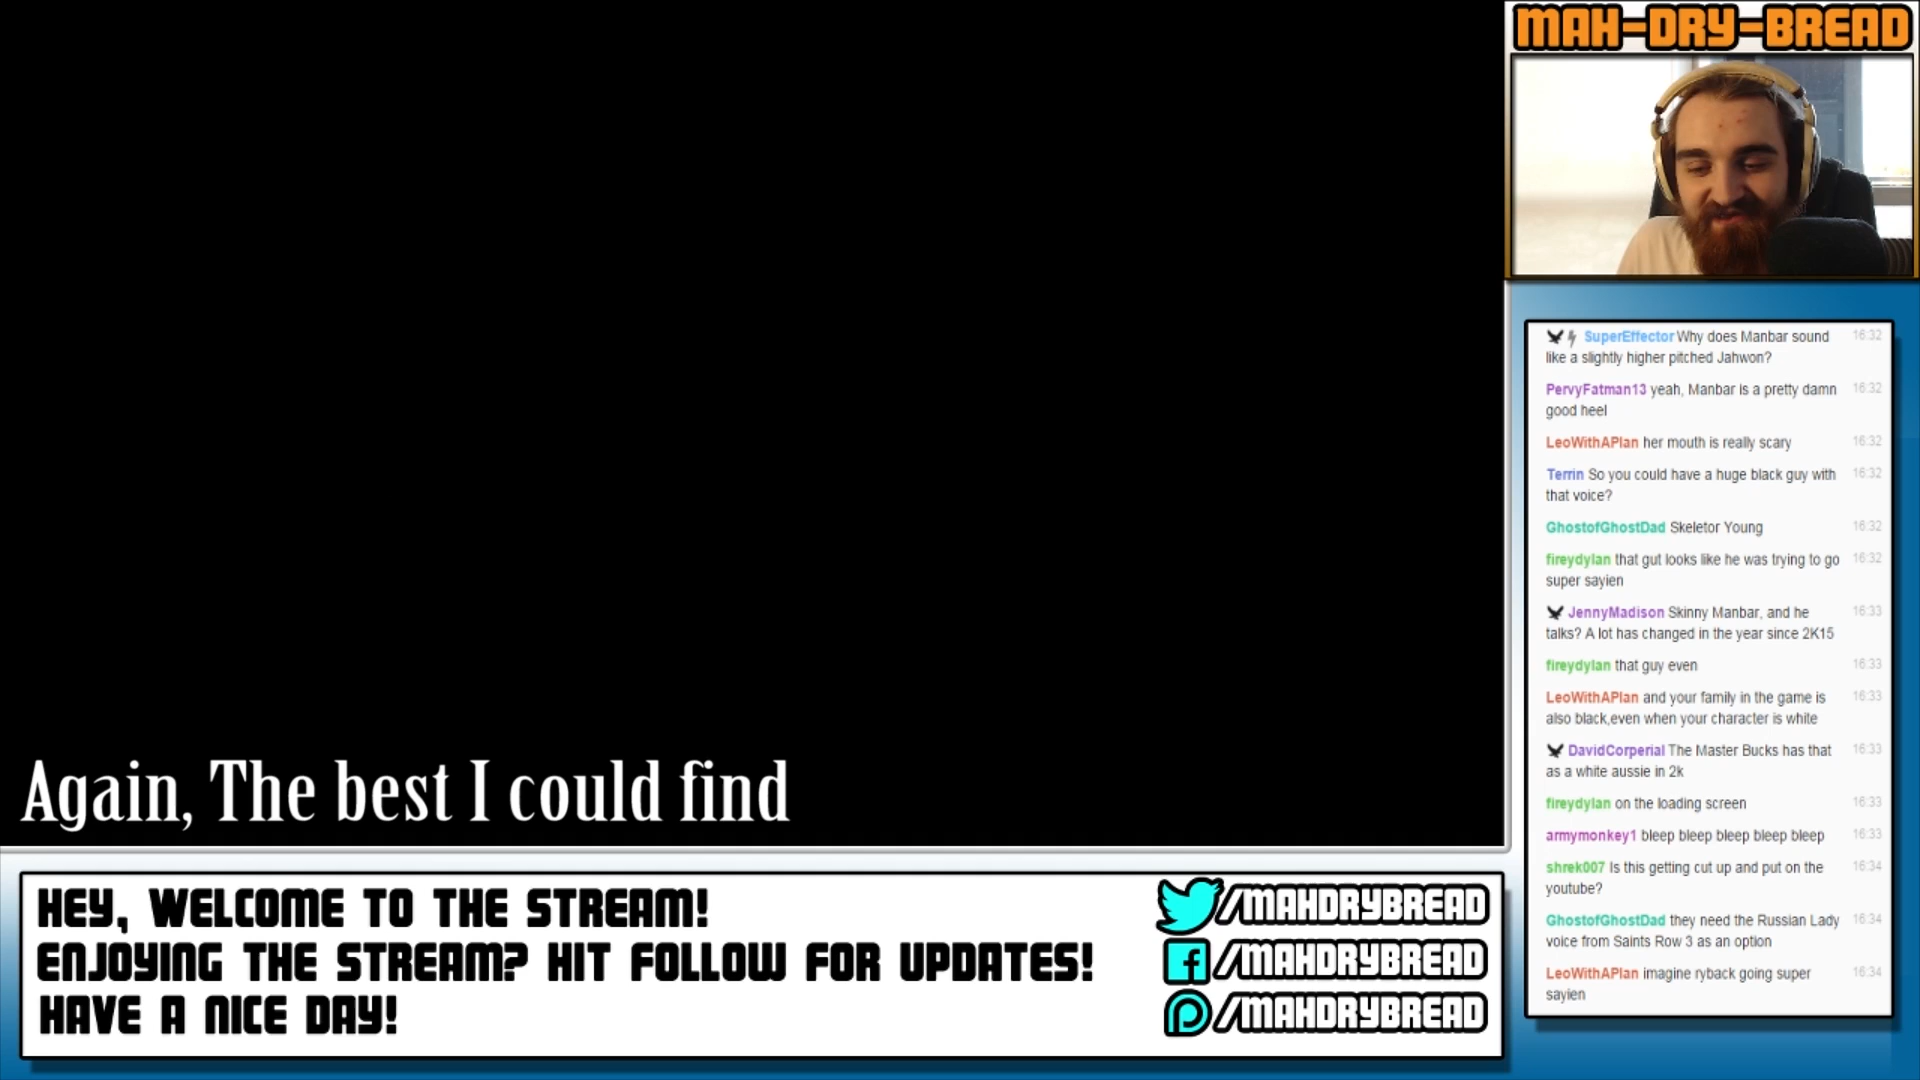 MAH-DRY-BREAD
SuperEffector Why does Manbar sound 16:32
like a slightly higher pitched Jahwon?
PervyFatman13 yeah, Manbar is a pretty damn 16:32
good heel
LeoWithAPlan her mouth is really scary 16:32
Terrin So you could have a huge black guy with 16:32
that voice?
GhostofGhostDad Skeletor Young 16:32
fireydylan that gut looks like he was trying to go 16:32
super sayien
JennyMadison Skinny Manbar, and he 16:33
talks? A lot has changed in the year since 2K15
fireydylan that guy even 16:33
LeoWithAPlan and your family in the game is 16:33
also black,even when your character is white
DavidCorperial The Master Bucks has that 16:33
as a white aussie in 2k
fireydylan on the loading screen 16:33
armymonkey1 bleep bleep bleep bleep bleep 16:33
shrek007 Is this getting cut up and put on the 16:34
youtube?
GhostofGhostDad they need the Russian Lady 16:34
voice from Saints Row 3 as an option
LeoWithAPlan imagine ryback going super 16:34
sayien
Again, The best I could find
HEY, WELCOME TO THE STREAM!
ENJOYING THE STREAM? HIT FOLLOW FOR UPDATES!
HAVE A NICE DAY!
/MAHDRYBREAD
/MAHDRYBREAD
/MAHDRYBREAD